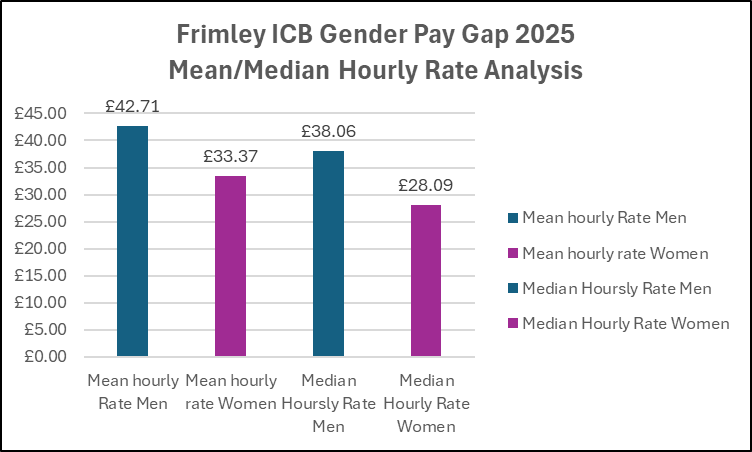 Frimley ICB Gender Pay Gap 2025
Mean/Median Hourly Rate Analysis
£45.00
£40.00
£35.00
£30.00
£25.00
£20.00
£15.00
£10.00
£5.00
£0.00
£42.71
£33.37
£38.06
£28.09
Mean hourly
Rate Men
Mean hourly
rate Women
Median
Hoursly Rate
Men
Median
Hourly Rate
Women
Mean hourly Rate Men
Mean hourly rate Women
Median Hoursly Rate Men
Median Hourly Rate Women